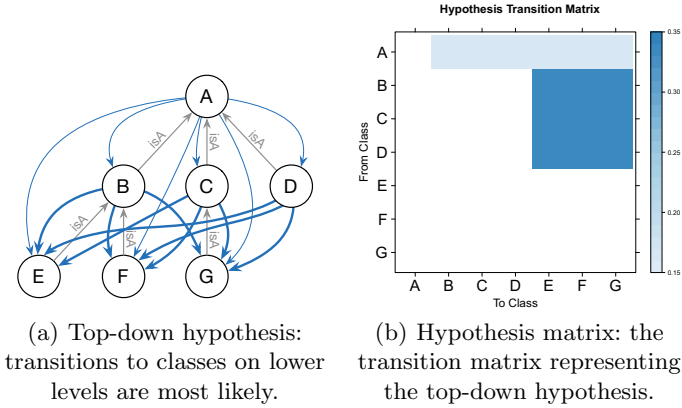 Hypothesis Transition Matrix
A
isA
isA
isA
B
C
D
isA
isA
isA
E
F
G
From Class
A
B
C
D
E
F
G
A B C D E F G
To Class
0.35
0.30
0.25
0.20
0.15
(a) Top-down hypothesis:
transitions to classes on lower
levels are most likely.
(b) Hypothesis matrix: the
transition matrix representing
the top-down hypothesis.